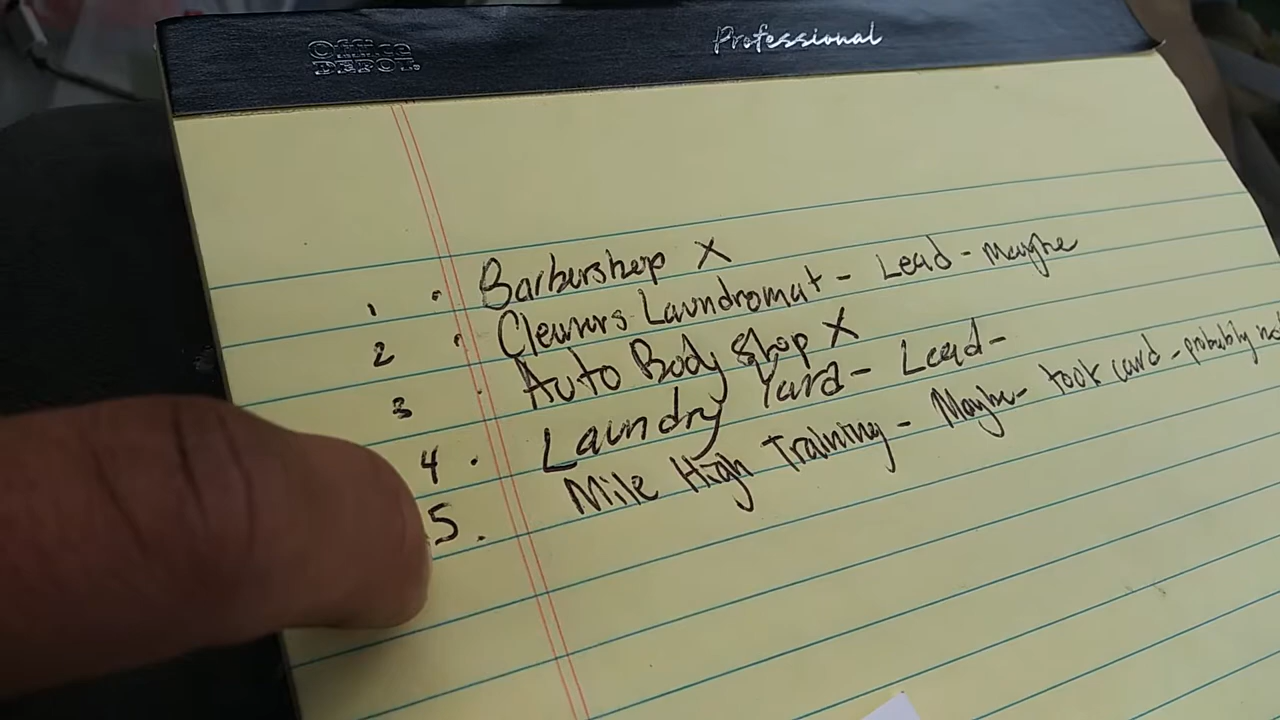 Office DEPOT. Professional
1 · Barbershop X
2 · Cleaners Laundromat - Lead - Maybe
3 · Auto Body Shop X
4 · Laundry Yard - Lead -
5. Mile High Training - Maybe - took card - probably not